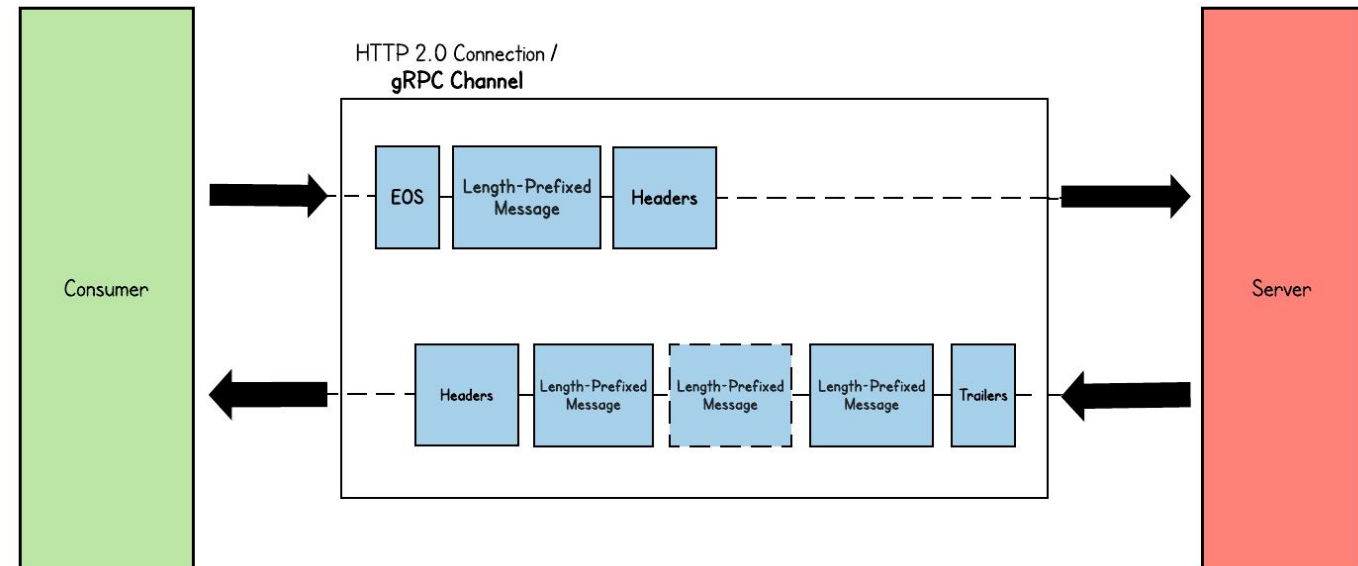 HTTP 2.0 Connection /
gRPC Channel
EOS
Length-Prefixed
Message
Headers
Consumer
Server
Headers
Length-Prefixed
Message
Length-Prefixed
Message
Length-Prefixed
Message
Trailers